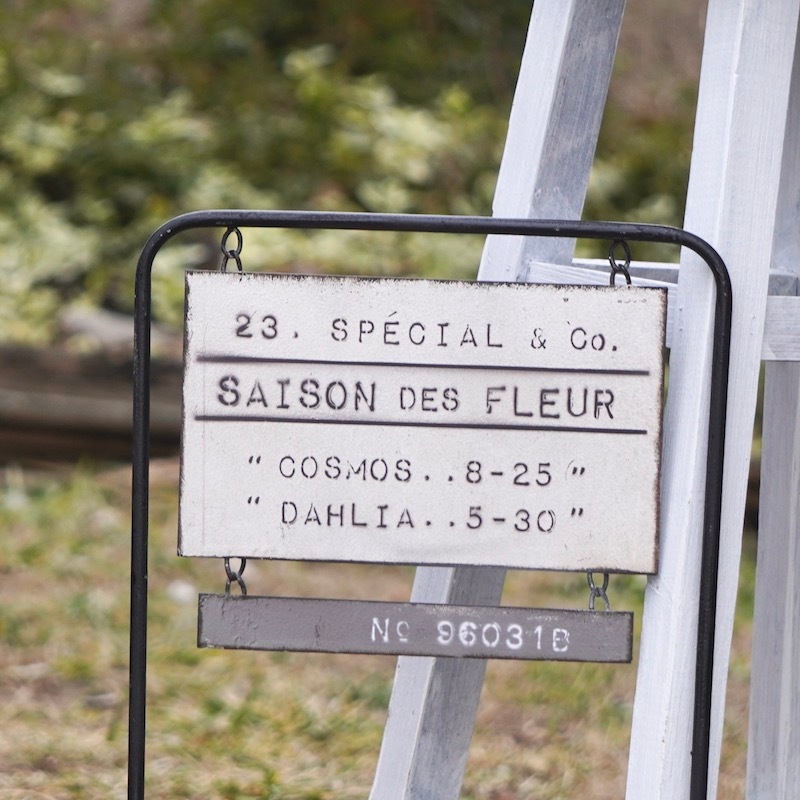 23. SPÉCIAL & Co.
SAISON DES FLEUR
“ COSMOS..8-25 ”
“ DAHLIA..5-30 ”
Nº 96031B